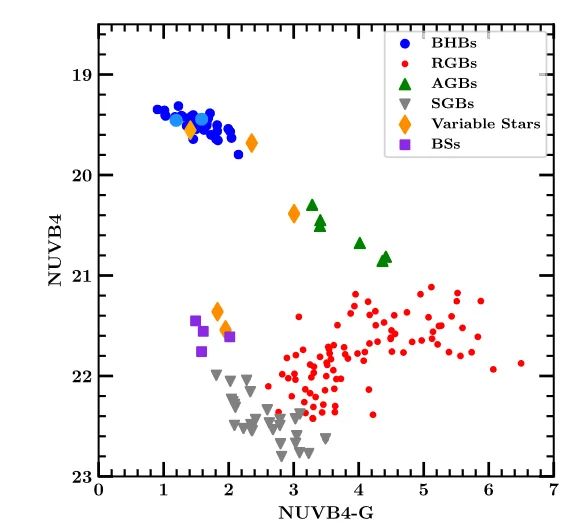 BHBs
RGBs
AGBs
SGBs
Variable Stars
BSs
19
20
21
22
23
NUVB4
0 1 2 3 4 5 6 7
NUVB4-G